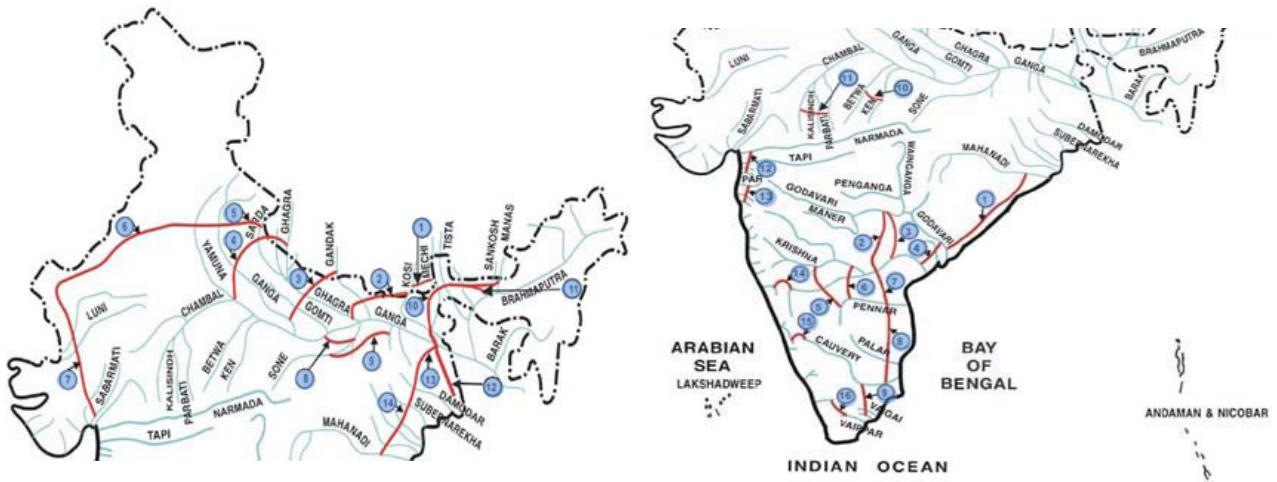 SARDA
GHAGRA
YAMUNA
GANGA
GANDAK
GHAGRA
GOMTI
GANGA
KOSI
MECHI
TISTA
SANKOSH
MANAS
BRAHMAPUTRA
BARAK
LUNI
CHAMBAL
SABARMATI
KALISINDH
PARBATI
BETWA
KEN
SONE
NARMADA
TAPI
MAHANADI
DAMODAR
SUBERNAREKHA
1
2
3
4
5
6
7
8
9
10
11
12
13
14
LUNI
CHAMBAL
GANGA
GOMTI
GHAGRA
GANGA
BRAHMAPUTRA
BARAK
SABARMATI
KALISINDH
PARBATI
BETWA
KEN
SONE
DAMODAR
SUBERNAREKHA
NARMADA
TAPI
WAINGANGA
MAHANADI
PAR
GODAVARI
PENGANGA
MANER
GODAVARI
KRISHNA
PENNAR
PALAR
CAUVERY
VAIGAI
VAIPPAR
1
2
3
4
5
6
7
8
9
10
11
12
13
14
15
16
ARABIAN
SEA
LAKSHADWEEP
BAY
OF
BENGAL
ANDAMAN & NICOBAR
INDIAN OCEAN